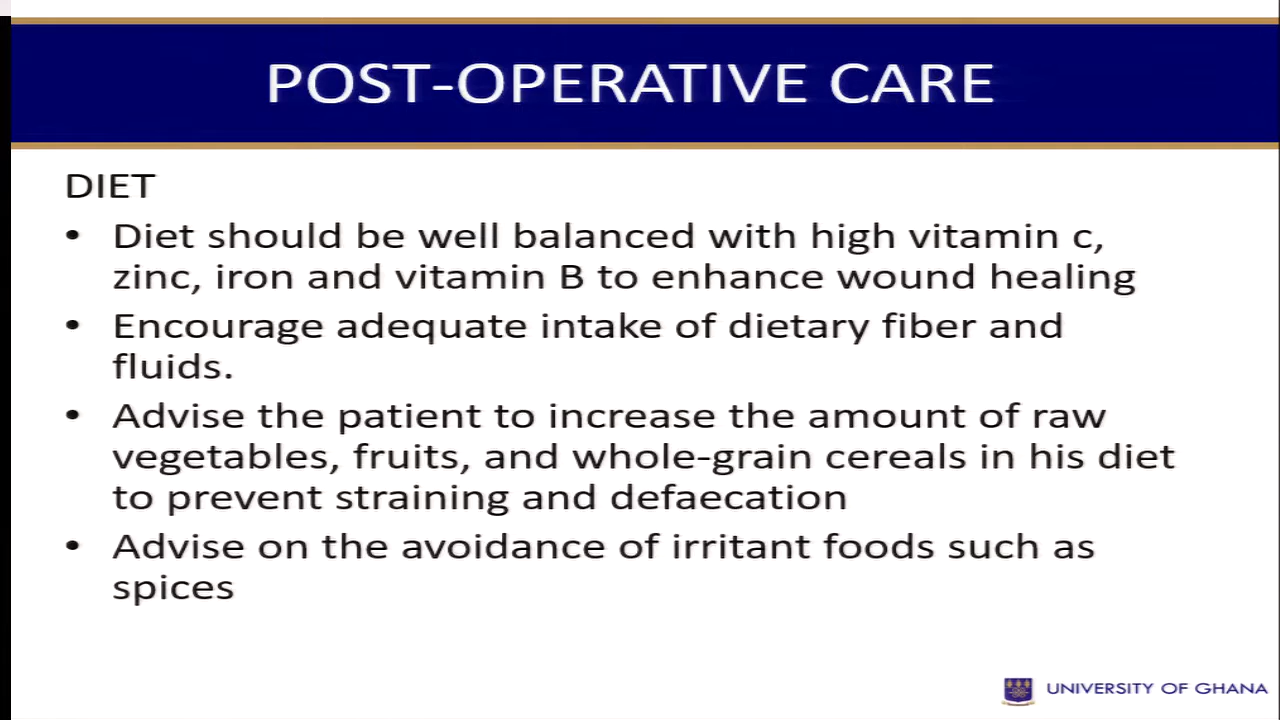 POST-OPERATIVE CARE
DIET
• Diet should be well balanced with high vitamin c,
zinc, iron and vitamin B to enhance wound healing
• Encourage adequate intake of dietary fiber and
fluids.
• Advise the patient to increase the amount of raw
vegetables, fruits, and whole-grain cereals in his diet
to prevent straining and defaecation
• Advise on the avoidance of irritant foods such as
spices
UNIVERSITY OF GHANA